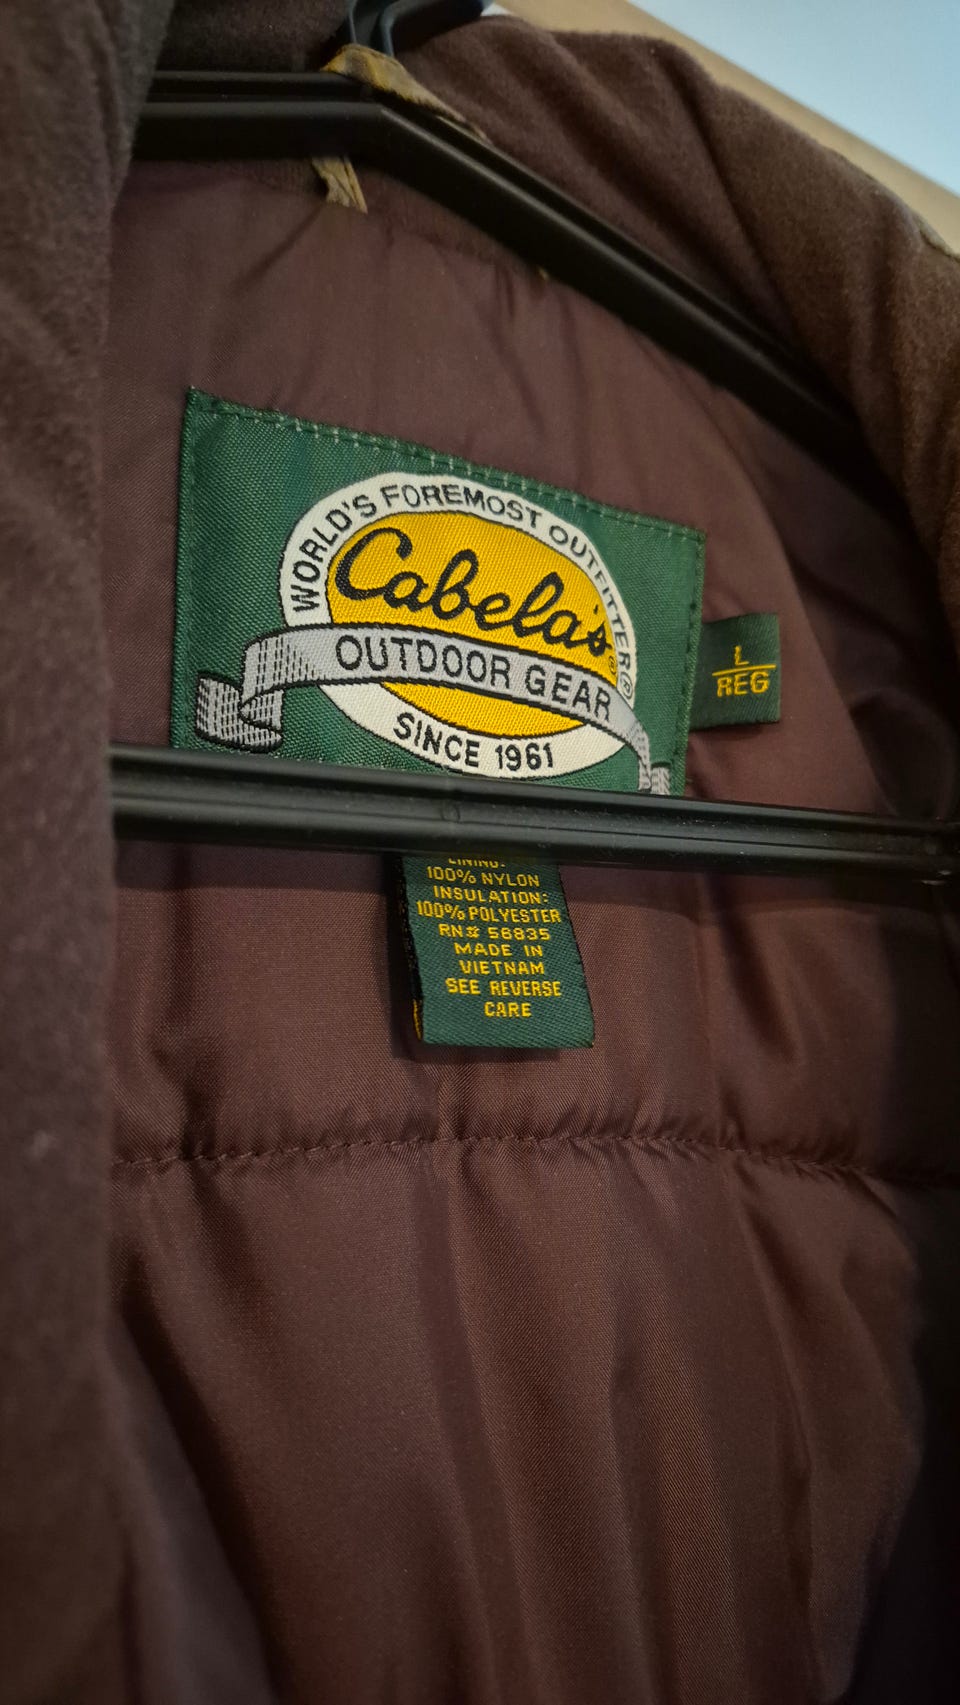 WORLD'S FOREMOST OUTFITTER®
Cabela's®
OUTDOOR GEAR
SINCE 1961
L
REG
LINING:
100% NYLON
INSULATION:
100% POLYESTER
RN# 56835
MADE IN
VIETNAM
SEE REVERSE
CARE